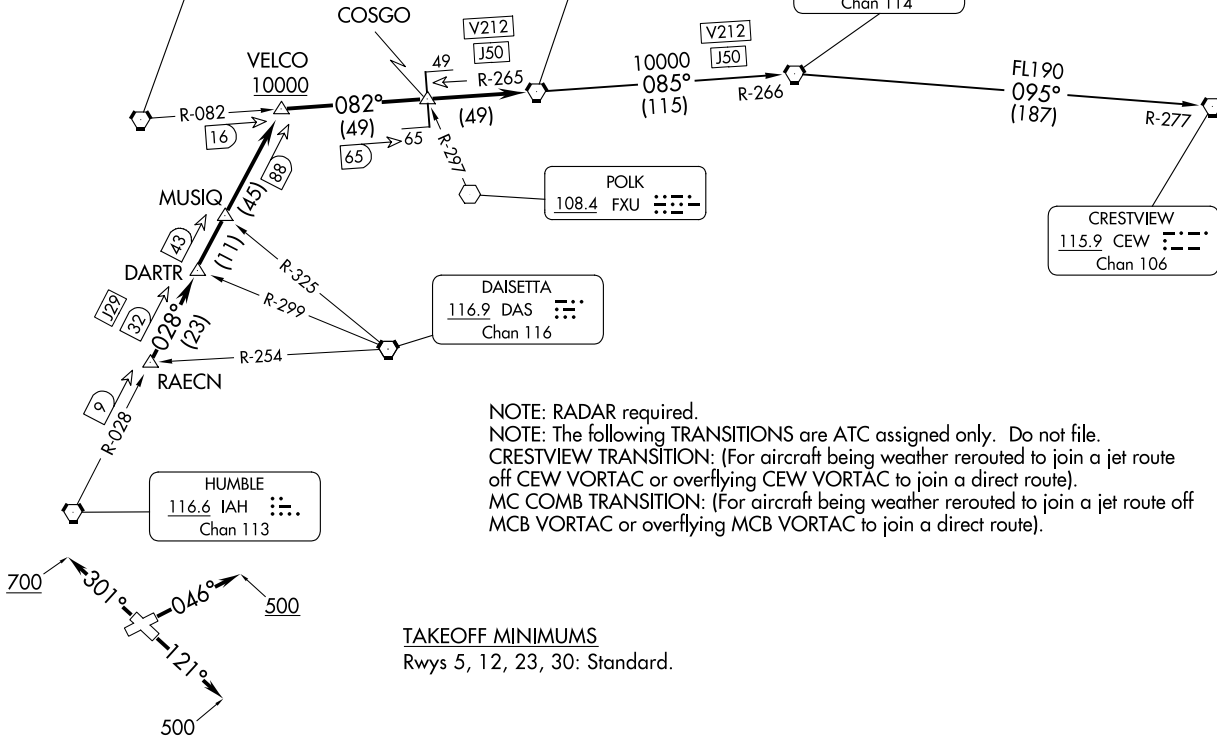 Chan 114
COSGO
V212
J50
V212
J50
VELCO
10000
49
R-265
10000
085°
(115)
R-266
FL190
095°
(187)
R-277
R-082
16
082°
(49)
65
65
(49)
R-297
88
(45)
MUSIQ
POLK
108.4 FXU
CRESTVIEW
115.9 CEW
Chan 106
43
(11)
DARTR
R-325
R-299
DAISETTA
116.9 DAS
Chan 116
J29
32
028°
(23)
R-254
RAECN
9
R-028
HUMBLE
116.6 IAH
Chan 113
NOTE: RADAR required.
NOTE: The following TRANSITIONS are ATC assigned only. Do not file.
CRESTVIEW TRANSITION: (For aircraft being weather rerouted to join a jet route
off CEW VORTAC or overflying CEW VORTAC to join a direct route).
MC COMB TRANSITION: (For aircraft being weather rerouted to join a jet route off
MCB VORTAC or overflying MCB VORTAC to join a direct route).
700
301°
046°
500
121°
500
TAKEOFF MINIMUMS
Rwys 5, 12, 23, 30: Standard.